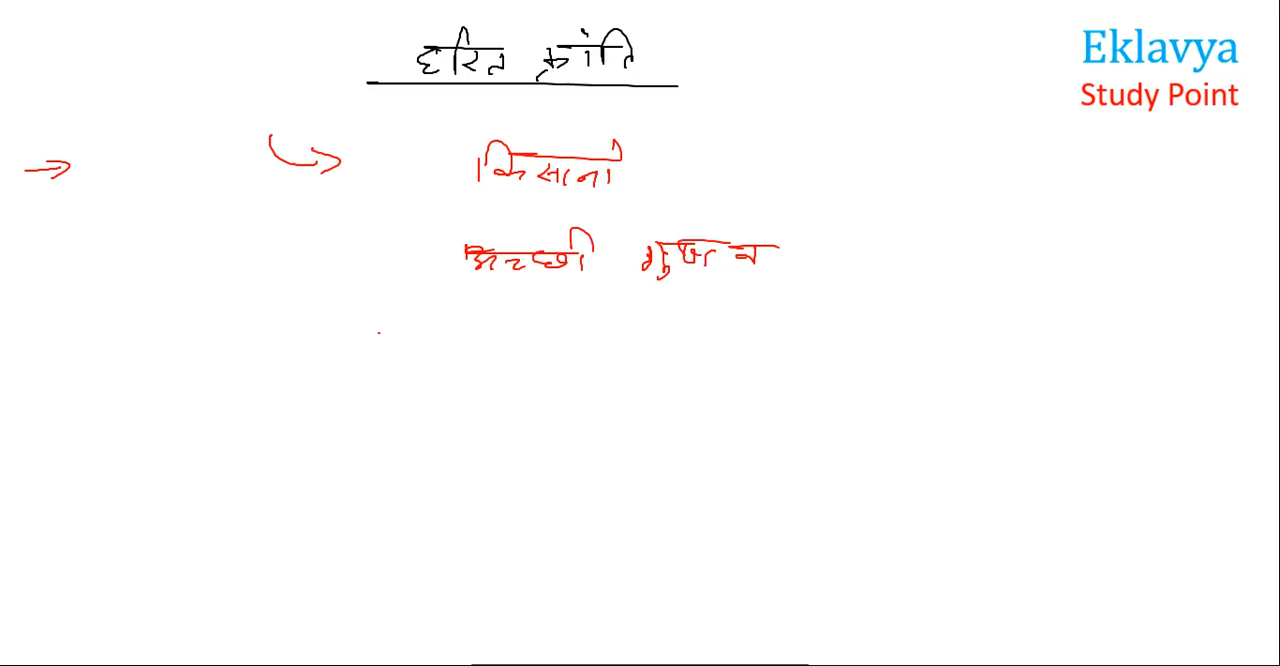 हरित क्रांति
Eklavya
Study Point
किसानो
अच्छी